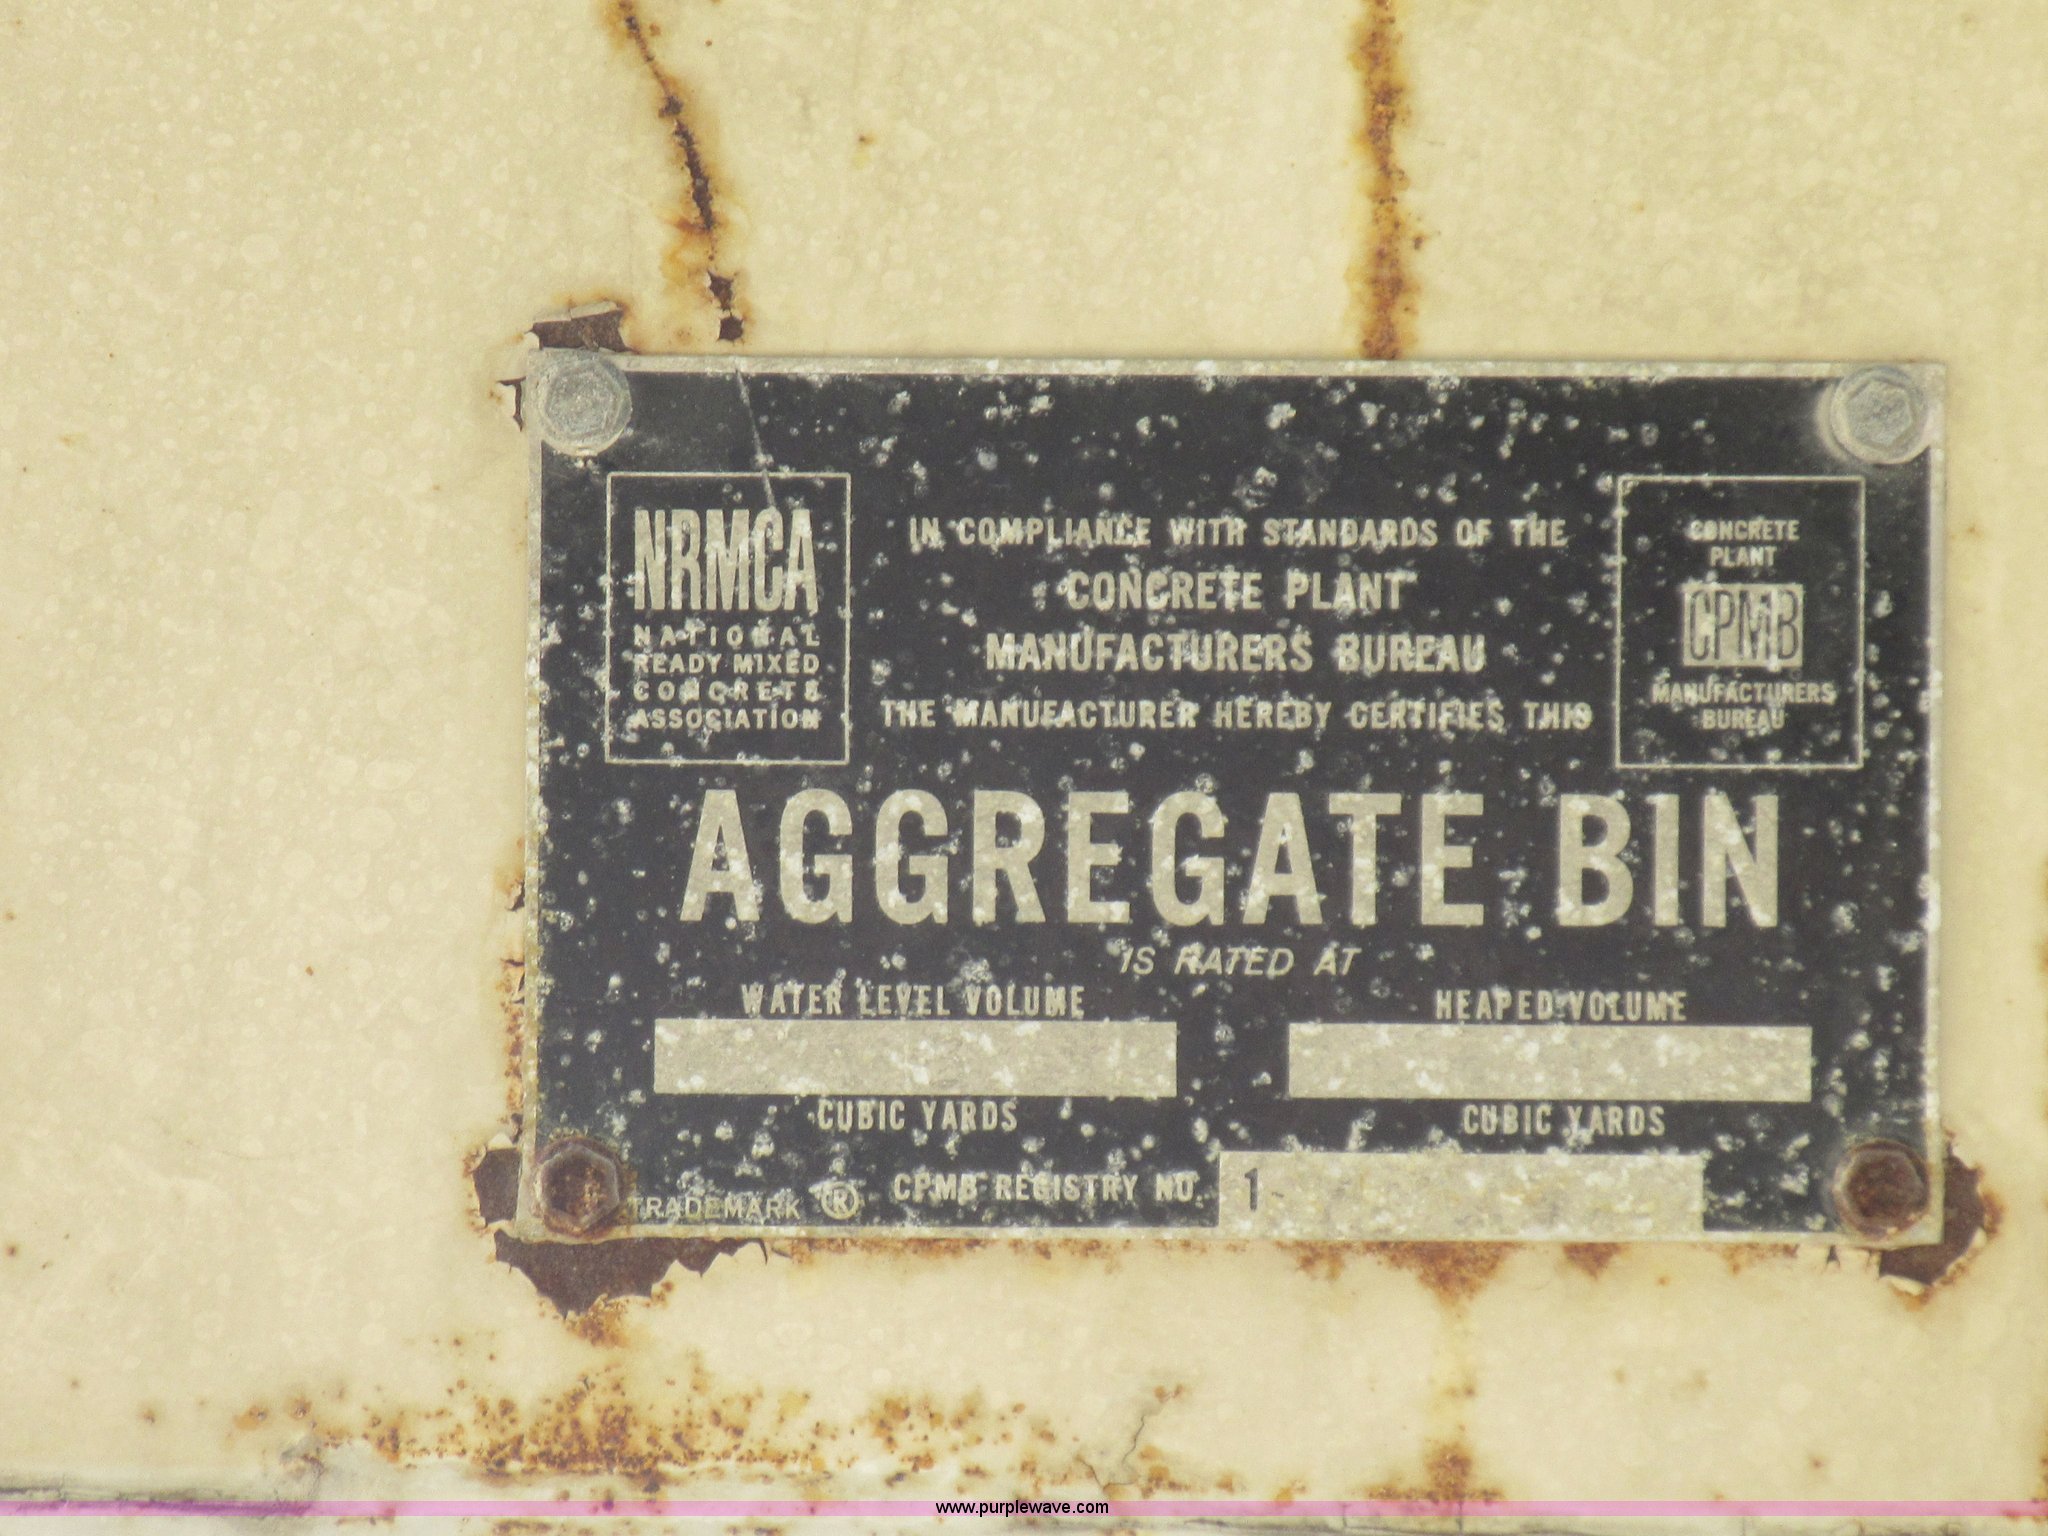 NRMCA
NATIONAL
READY MIXED
CONCRETE
ASSOCIATION
IN COMPLIANCE WITH STANDARDS OF THE
CONCRETE PLANT
MANUFACTURERS BUREAU
THE MANUFACTURER HEREBY CERTIFIES THIS
CONCRETE
PLANT
CPMB
MANUFACTURERS
BUREAU
AGGREGATE BIN
IS RATED AT
WATER LEVEL VOLUME
CUBIC YARDS
HEAPED VOLUME
CUBIC YARDS
TRADEMARK ®
CPMB REGISTRY NO. 1
www.purplewave.com